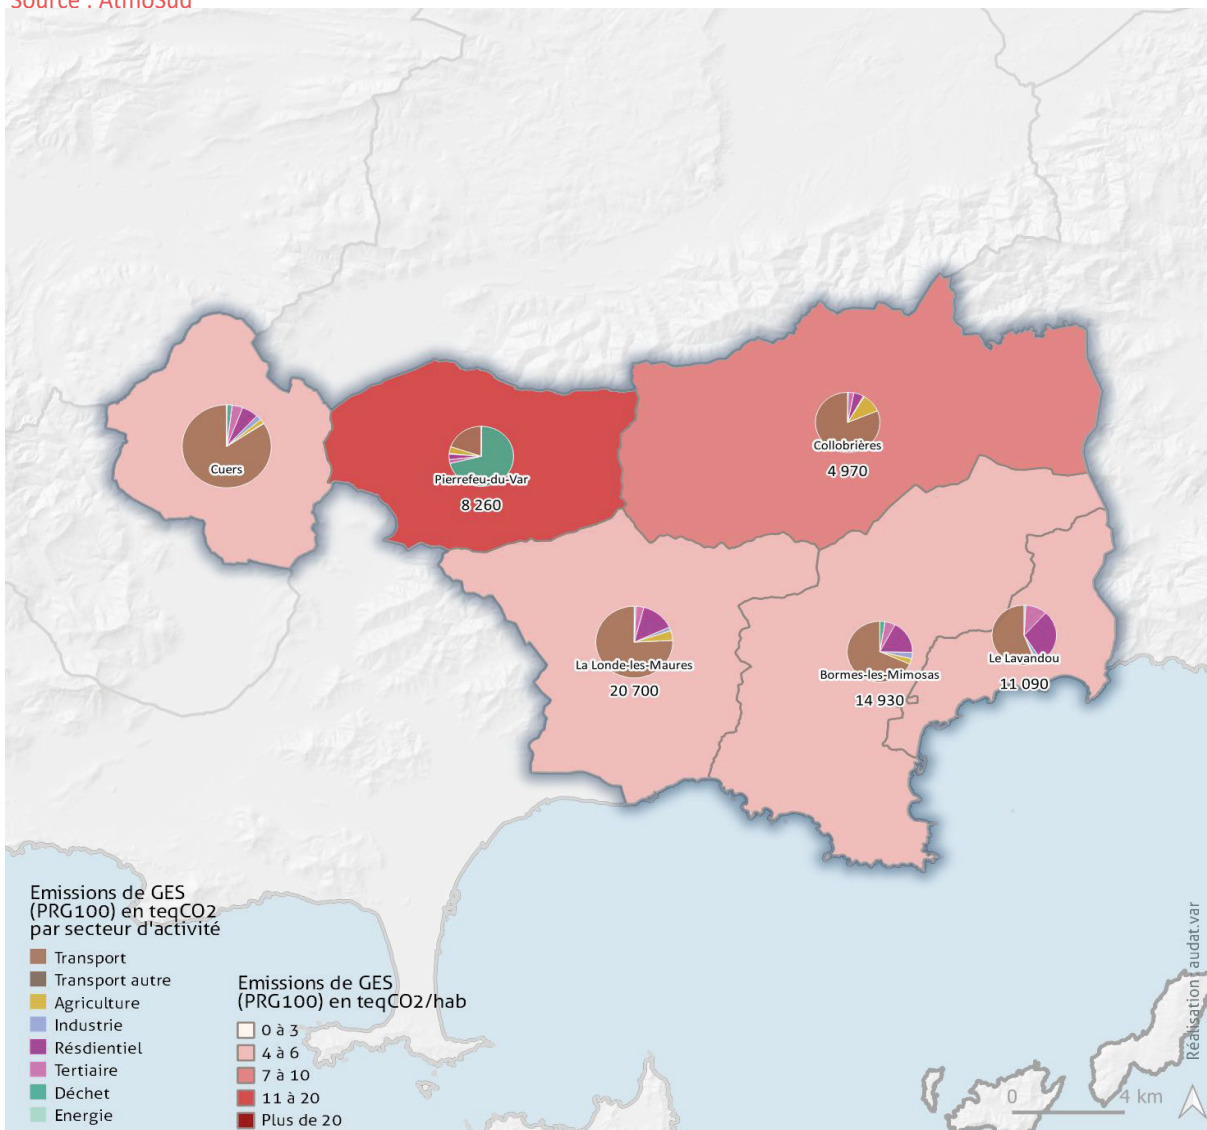 Source : AtmoSud
Cuers
Pierrefeu-du-Var
8 260
Collobrières
4 970
La Londe-les-Maures
20 700
Bormes-les-Mimosas
14 930
Le Lavandou
11 090
Emissions de GES
(PRG100) en teqCO2
par secteur d'activité
Transport
Transport autre
Agriculture
Industrie
Résdientiel
Tertiaire
Déchet
Energie
Emissions de GES
(PRG100) en teqCO2/hab
0 à 3
4 à 6
7 à 10
11 à 20
Plus de 20
0 4 km
Réalisation : audat.var